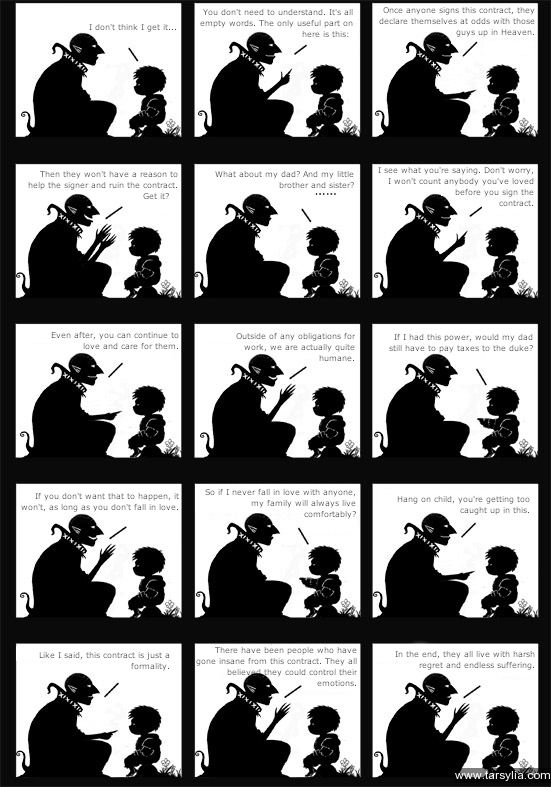 I don't think I get it...
You don't need to understand. It's all
empty words. The only useful part on
here is this:
Once anyone signs this contract, they
declare themselves at odds with those
guys up in Heaven.
Then they won't have a reason to
help the signer and ruin the contract.
Get it?
What about my dad? And my little
brother and sister?
......
I see what you're saying. Don't worry,
I won't count anybody you've loved
before you sign the
contract.
Even after, you can continue to
love and care for them.
Outside of any obligations for
work, we are actually quite
humane.
If I had this power, would my dad
still have to pay taxes to the duke?
If you don't want that to happen, it
won't, as long as you don't fall in love.
So if I never fall in love with anyone,
my family will always live
comfortably?
Hang on child, you're getting too
caught up in this.
Like I said, this contract is just a
formality.
There have been people who have
gone insane from this contract. They all
believed they could control their
emotions.
In the end, they all live with harsh
regret and endless suffering.
www.tarsylia.com